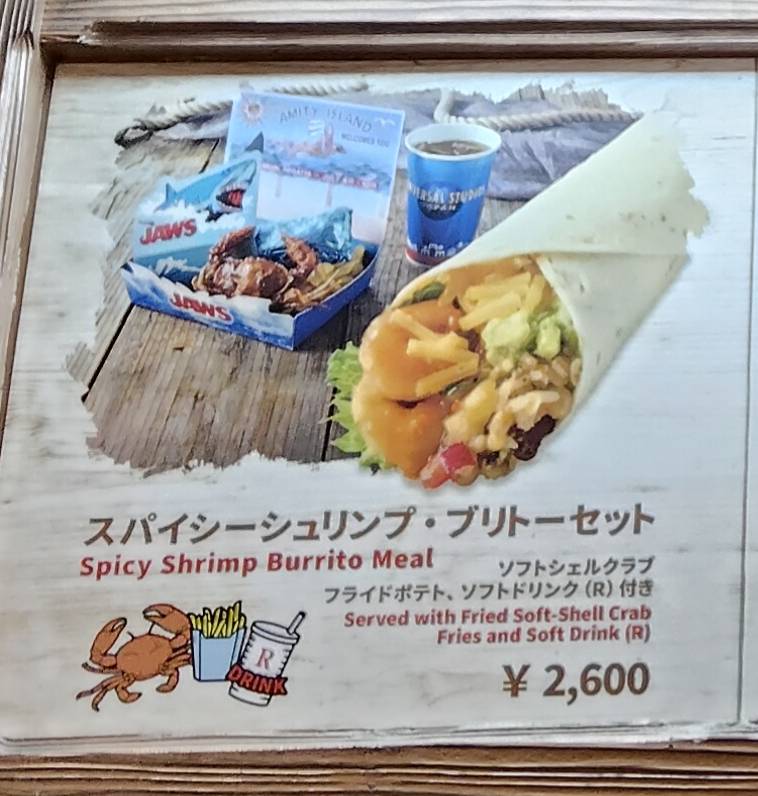 AMITY ISLAND
WELCOMES YOU
JAWS
JAWS
UNIVERSAL STUDIOS
JAPAN
スパイシーシュリンプ・ブリトーセット
Spicy Shrimp Burrito Meal
ソフトシェルクラブ
フライドポテト、ソフトドリンク（R）付き
Served with Fried Soft-Shell Crab
Fries and Soft Drink (R)
R
DRINK
¥ 2,600